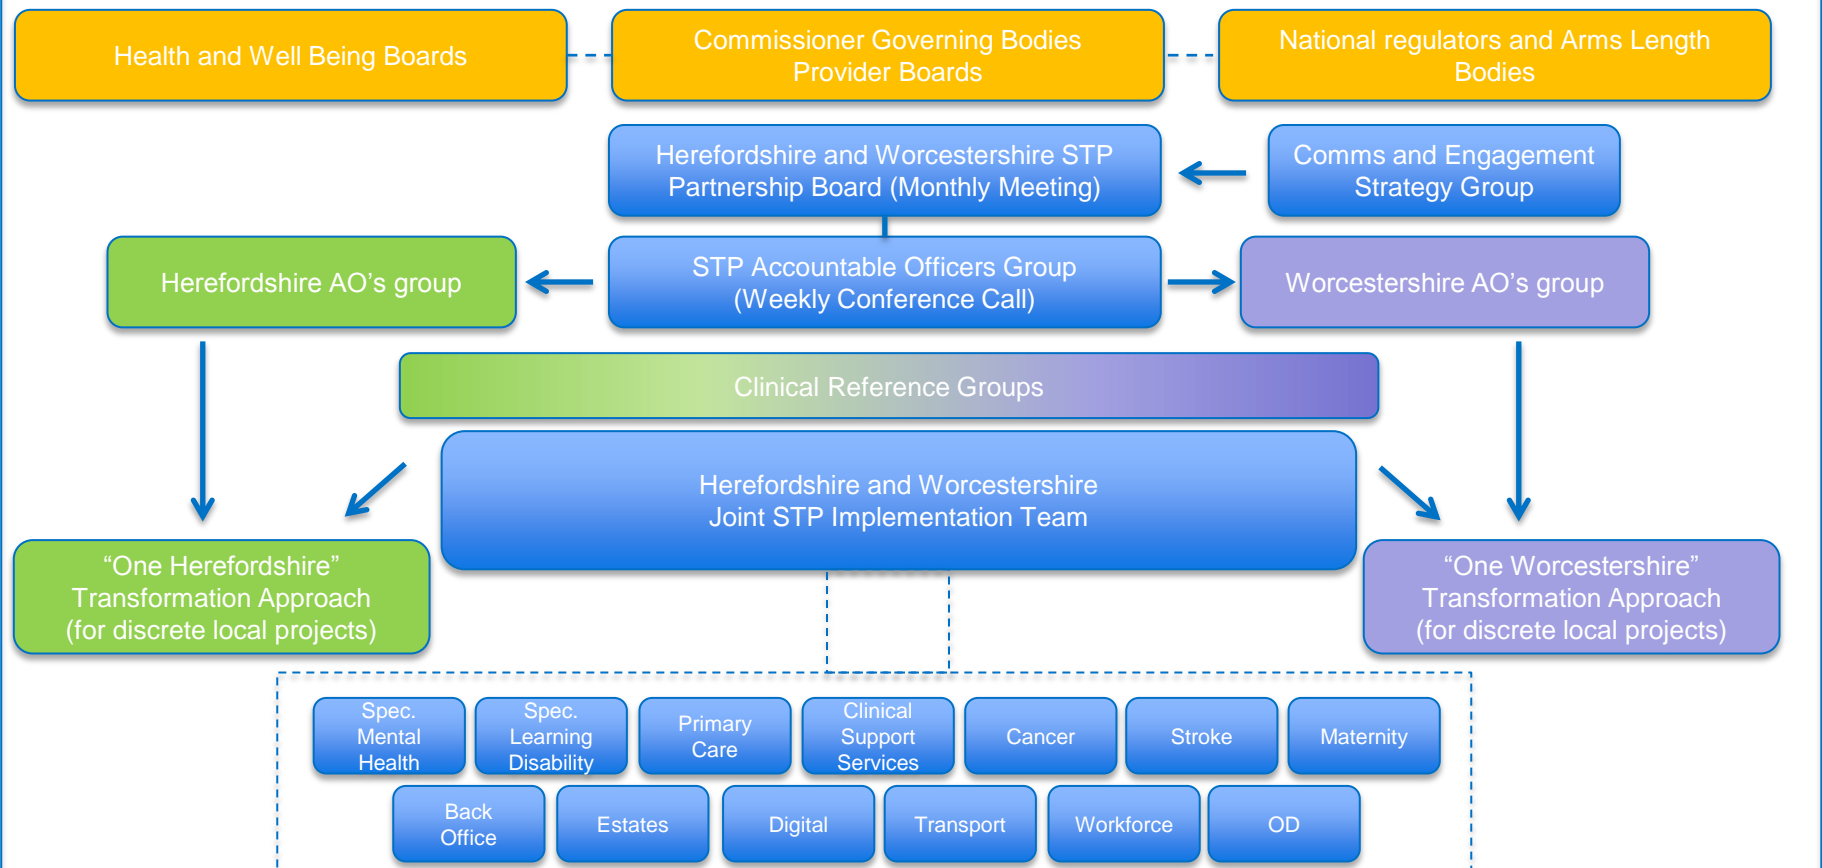 Health and Well Being Boards
Commissioner Governing Bodies
Provider Boards
National regulators and Arms Length
Bodies
Herefordshire and Worcestershire STP
Partnership Board (Monthly Meeting)
Comms and Engagement
Strategy Group
Herefordshire AO's group
STP Accountable Officers Group
(Weekly Conference Call)
Worcestershire AO's group
Clinical Reference Groups
Herefordshire and Worcestershire
Joint STP Implementation Team
“One Herefordshire”
Transformation Approach
(for discrete local projects)
“One Worcestershire”
Transformation Approach
(for discrete local projects)
Spec.
Mental
Health
Spec.
Learning
Disability
Primary
Care
Clinical
Support
Services
Cancer
Stroke
Maternity
Back
Office
Estates
Digital
Transport
Workforce
OD